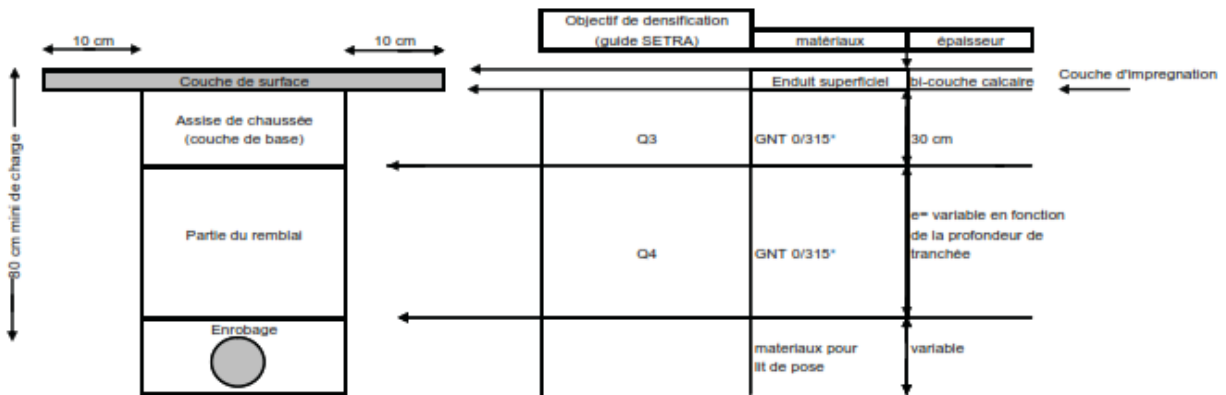 Objectif de densification
(guide SETRA)
matériaux
épaisseur
10 cm
10 cm
Couche de surface
Enduit superficiel
bi-couche calcaire
Couche d'impregnation
Assise de chaussée
(couche de base)
Q3
GNT 0/315*
30 cm
80 cm mini de charge
Partie du remblai
Q4
GNT 0/315*
e= variable en fonction
de la profondeur de
tranchée
Enrobage
materiaux pour
lit de pose
variable